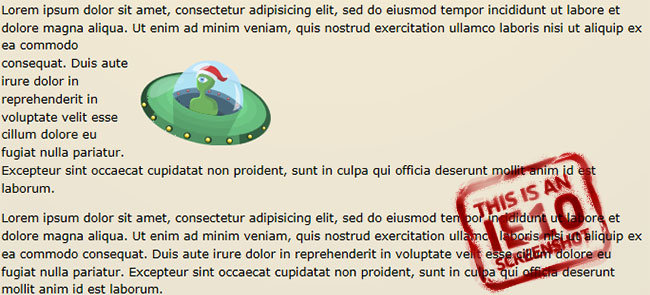 Lorem ipsum dolor sit amet, consectetur adipisicing elit, sed do eiusmod tempor incididunt ut labore et
dolore magna aliqua. Ut enim ad minim veniam, quis nostrud exercitation ullamco laboris nisi ut aliquip ex
ea commodo
consequat. Duis aute
irure dolor in
reprehenderit in
voluptate velit esse
cillum dolore eu
fugiat nulla pariatur.
Excepteur sint occaecat cupidatat non proident, sunt in culpa qui officia deserunt mollit anim id est
laborum.
Lorem ipsum dolor sit amet, consectetur adipisicing elit, sed do eiusmod tempor incididunt ut labore et
dolore magna aliqua. Ut enim ad minim veniam, quis nostrud exercitation ullamco laboris nisi ut aliquip ex
ea commodo consequat. Duis aute irure dolor in reprehenderit in voluptate velit esse cillum dolore eu
fugiat nulla pariatur. Excepteur sint occaecat cupidatat non proident, sunt in culpa qui officia deserunt
mollit anim id est laborum.
THIS IS AN
IE10
SCREENSHOT